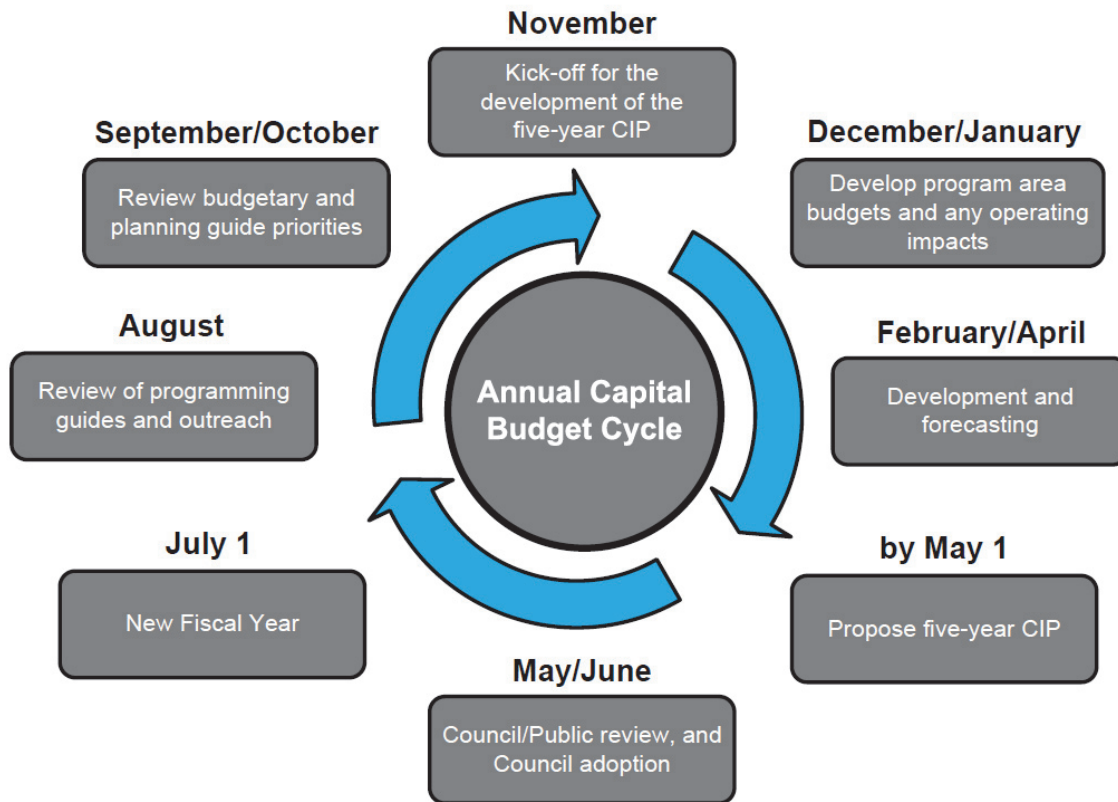 November
Kick-off for the
development of the
five-year CIP
December/January
Develop program area
budgets and any operating
impacts
February/April
Development and
forecasting
by May 1
Propose five-year CIP
May/June
Council/Public review, and
Council adoption
July 1
New Fiscal Year
August
Review of programming
guides and outreach
September/October
Review budgetary and
planning guide priorities
Annual Capital
Budget Cycle